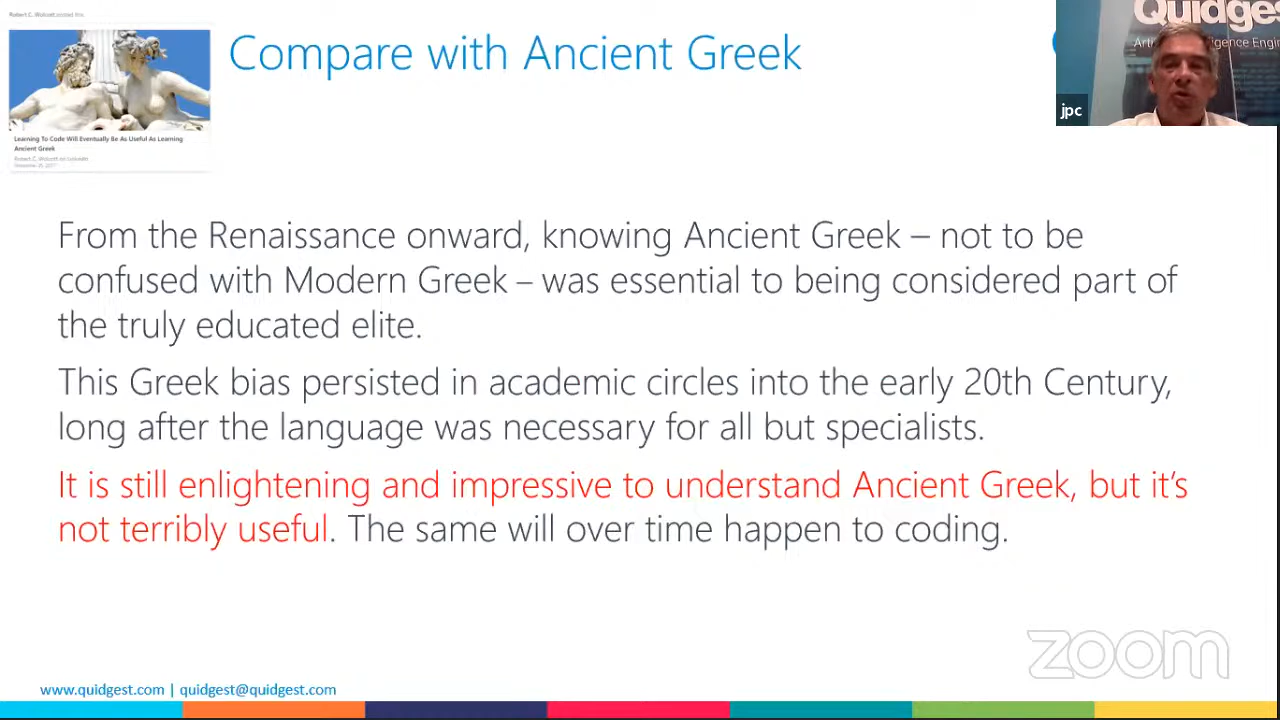 Robert C. Wolcott posted this
Compare with Ancient Greek
Learning To Code Will Eventually Be As Useful As Learning
Ancient Greek
Robert C. Wolcott on LinkedIn
Quidges
jpc
From the Renaissance onward, knowing Ancient Greek – not to be
confused with Modern Greek – was essential to being considered part of
the truly educated elite.
This Greek bias persisted in academic circles into the early 20th Century,
long after the language was necessary for all but specialists.
It is still enlightening and impressive to understand Ancient Greek, but it's
not terribly useful. The same will over time happen to coding.
zoom
www.quidgest.com | quidgest@quidgest.com